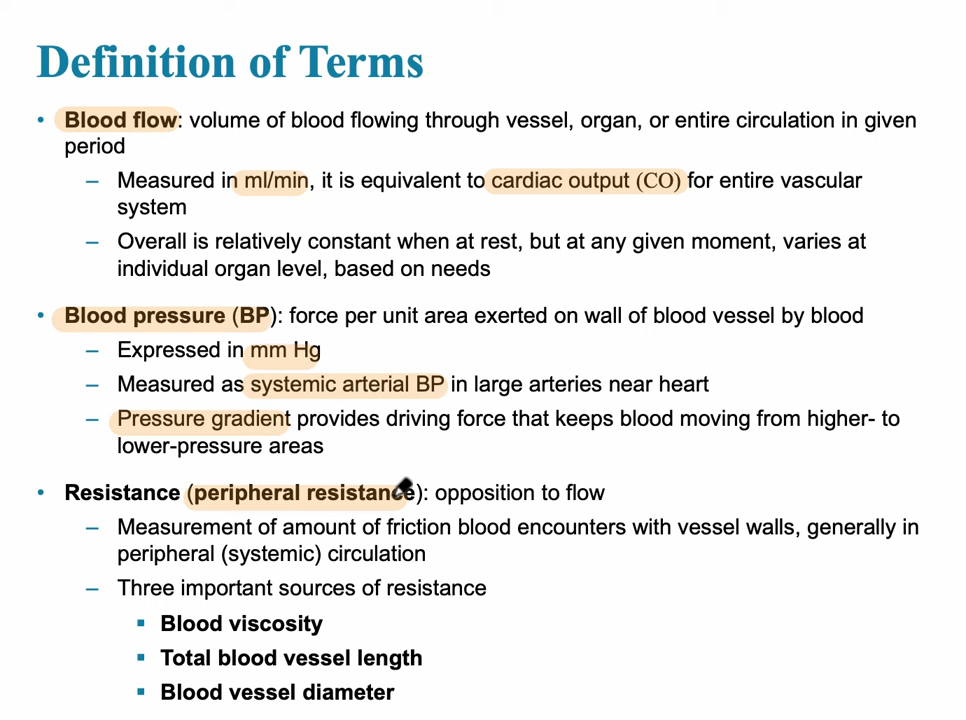 Definition of Terms
• Blood flow: volume of blood flowing through vessel, organ, or entire circulation in given
period
– Measured in ml/min, it is equivalent to cardiac output (CO) for entire vascular
system
– Overall is relatively constant when at rest, but at any given moment, varies at
individual organ level, based on needs
• Blood pressure (BP): force per unit area exerted on wall of blood vessel by blood
– Expressed in mm Hg
– Measured as systemic arterial BP in large arteries near heart
– Pressure gradient provides driving force that keeps blood moving from higher- to
lower-pressure areas
• Resistance (peripheral resistance): opposition to flow
– Measurement of amount of friction blood encounters with vessel walls, generally in
peripheral (systemic) circulation
– Three important sources of resistance
▪ Blood viscosity
▪ Total blood vessel length
▪ Blood vessel diameter